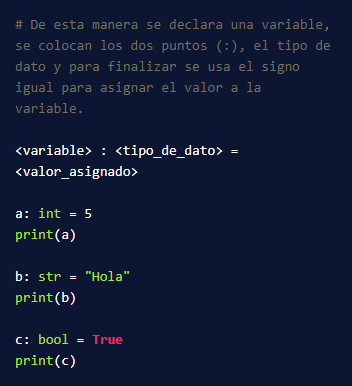 # De esta manera se declara una variable,
se colocan los dos puntos (:), el tipo de
dato y para finalizar se usa el signo
igual para asignar el valor a la
variable.
<variable> : <tipo_de_dato> =
<valor_asignado>
a: int = 5
print(a)
b: str = "Hola"
print(b)
c: bool = True
print(c)